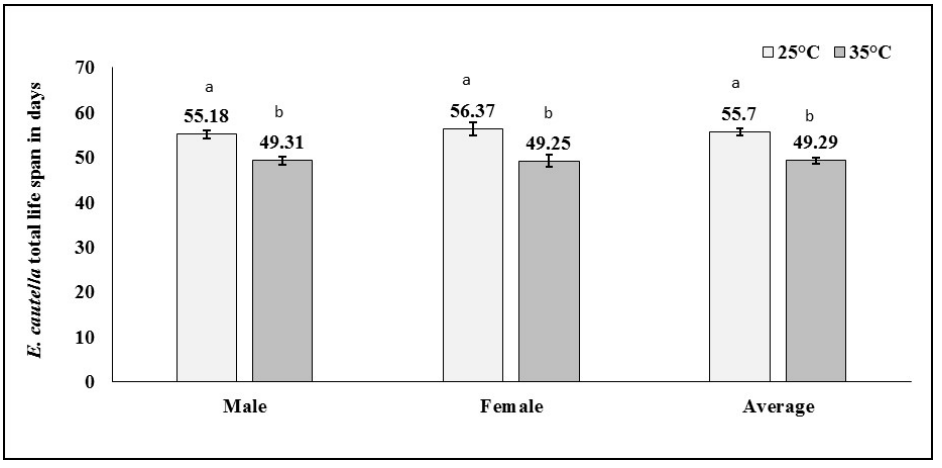 25°C 35°C
70
60
50
40
30
20
10
0
E. cautella total life span in days
a
55.18
b
49.31
a
56.37
b
49.25
a
55.7
b
49.29
Male
Female
Average